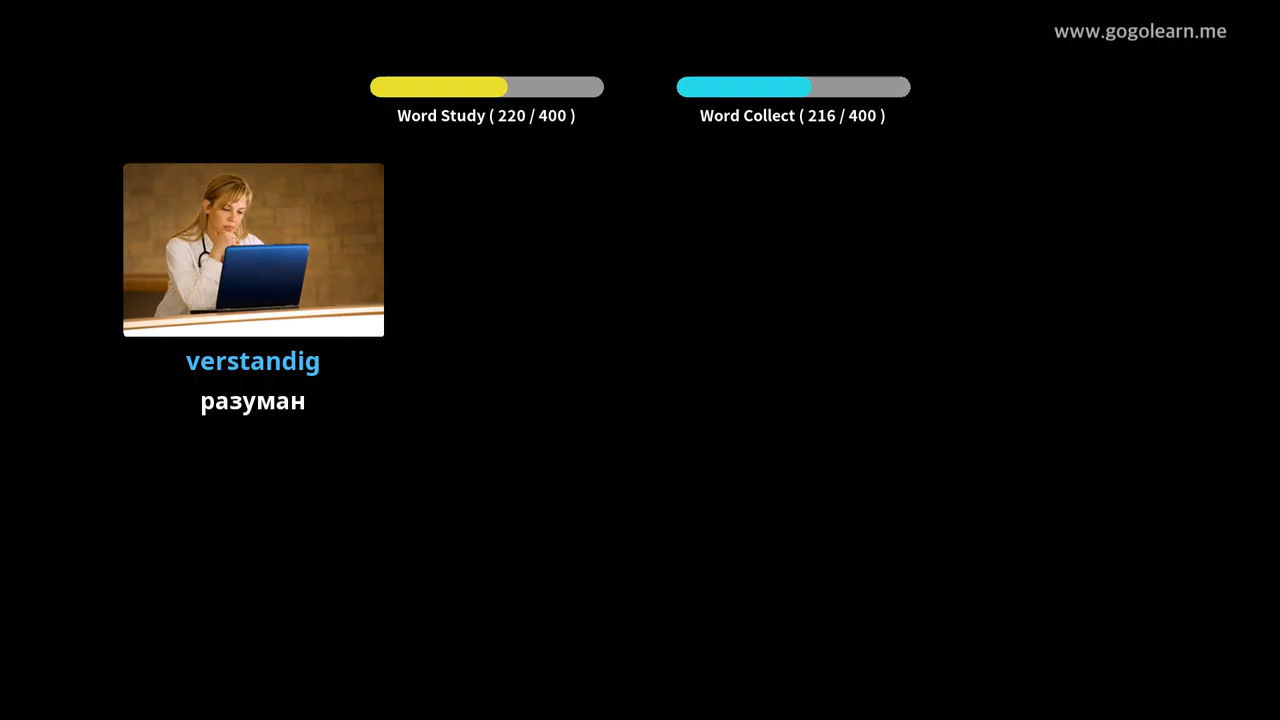 www.gogolearn.me
Word Study ( 220 / 400 )
Word Collect ( 216 / 400 )
verstandig
разуман